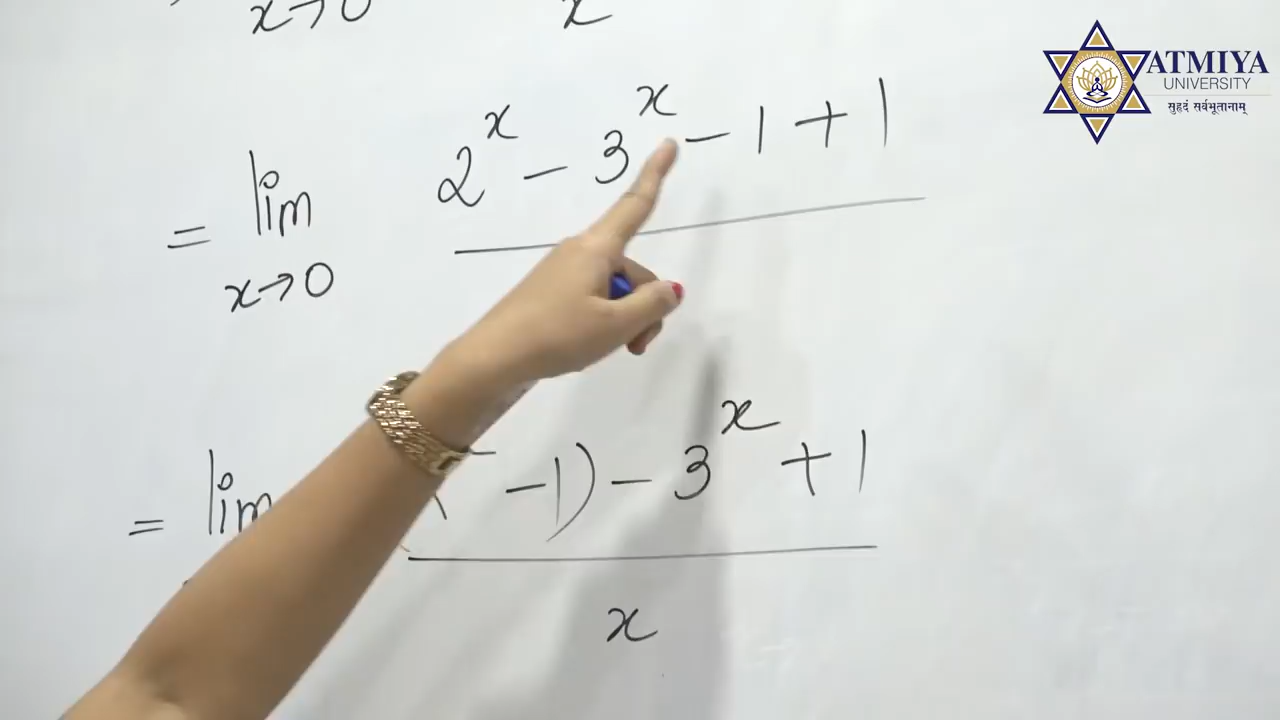 x→0 x
= lim 2^x - 3^x - 1 + 1
x→0
= lim - 1) - 3^x + 1
x
ATMIYA
UNIVERSITY
सुहृदं सर्वभूतानाम्